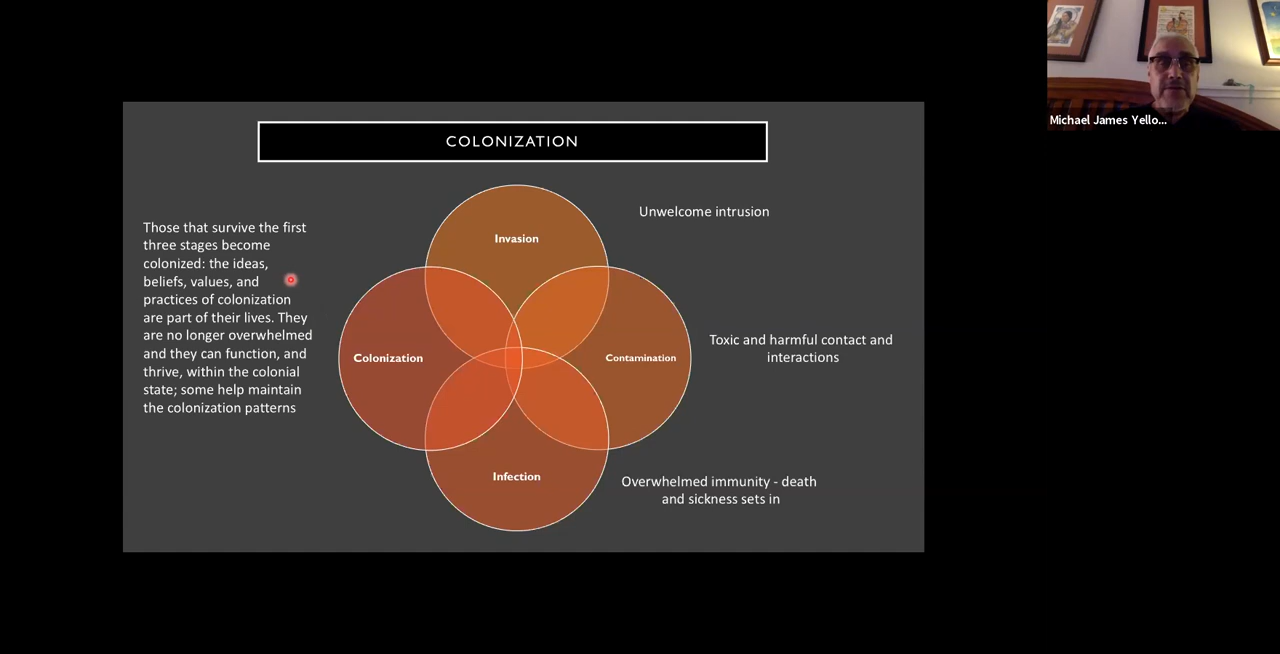 COLONIZATION
Those that survive the first
three stages become
colonized: the ideas,
beliefs, values, and
practices of colonization
are part of their lives. They
are no longer overwhelmed
and they can function, and
thrive, within the colonial
state; some help maintain
the colonization patterns
Invasion
Unwelcome intrusion
Colonization
Contamination
Toxic and harmful contact and
interactions
Infection
Overwhelmed immunity - death
and sickness sets in
Michael James Yello...